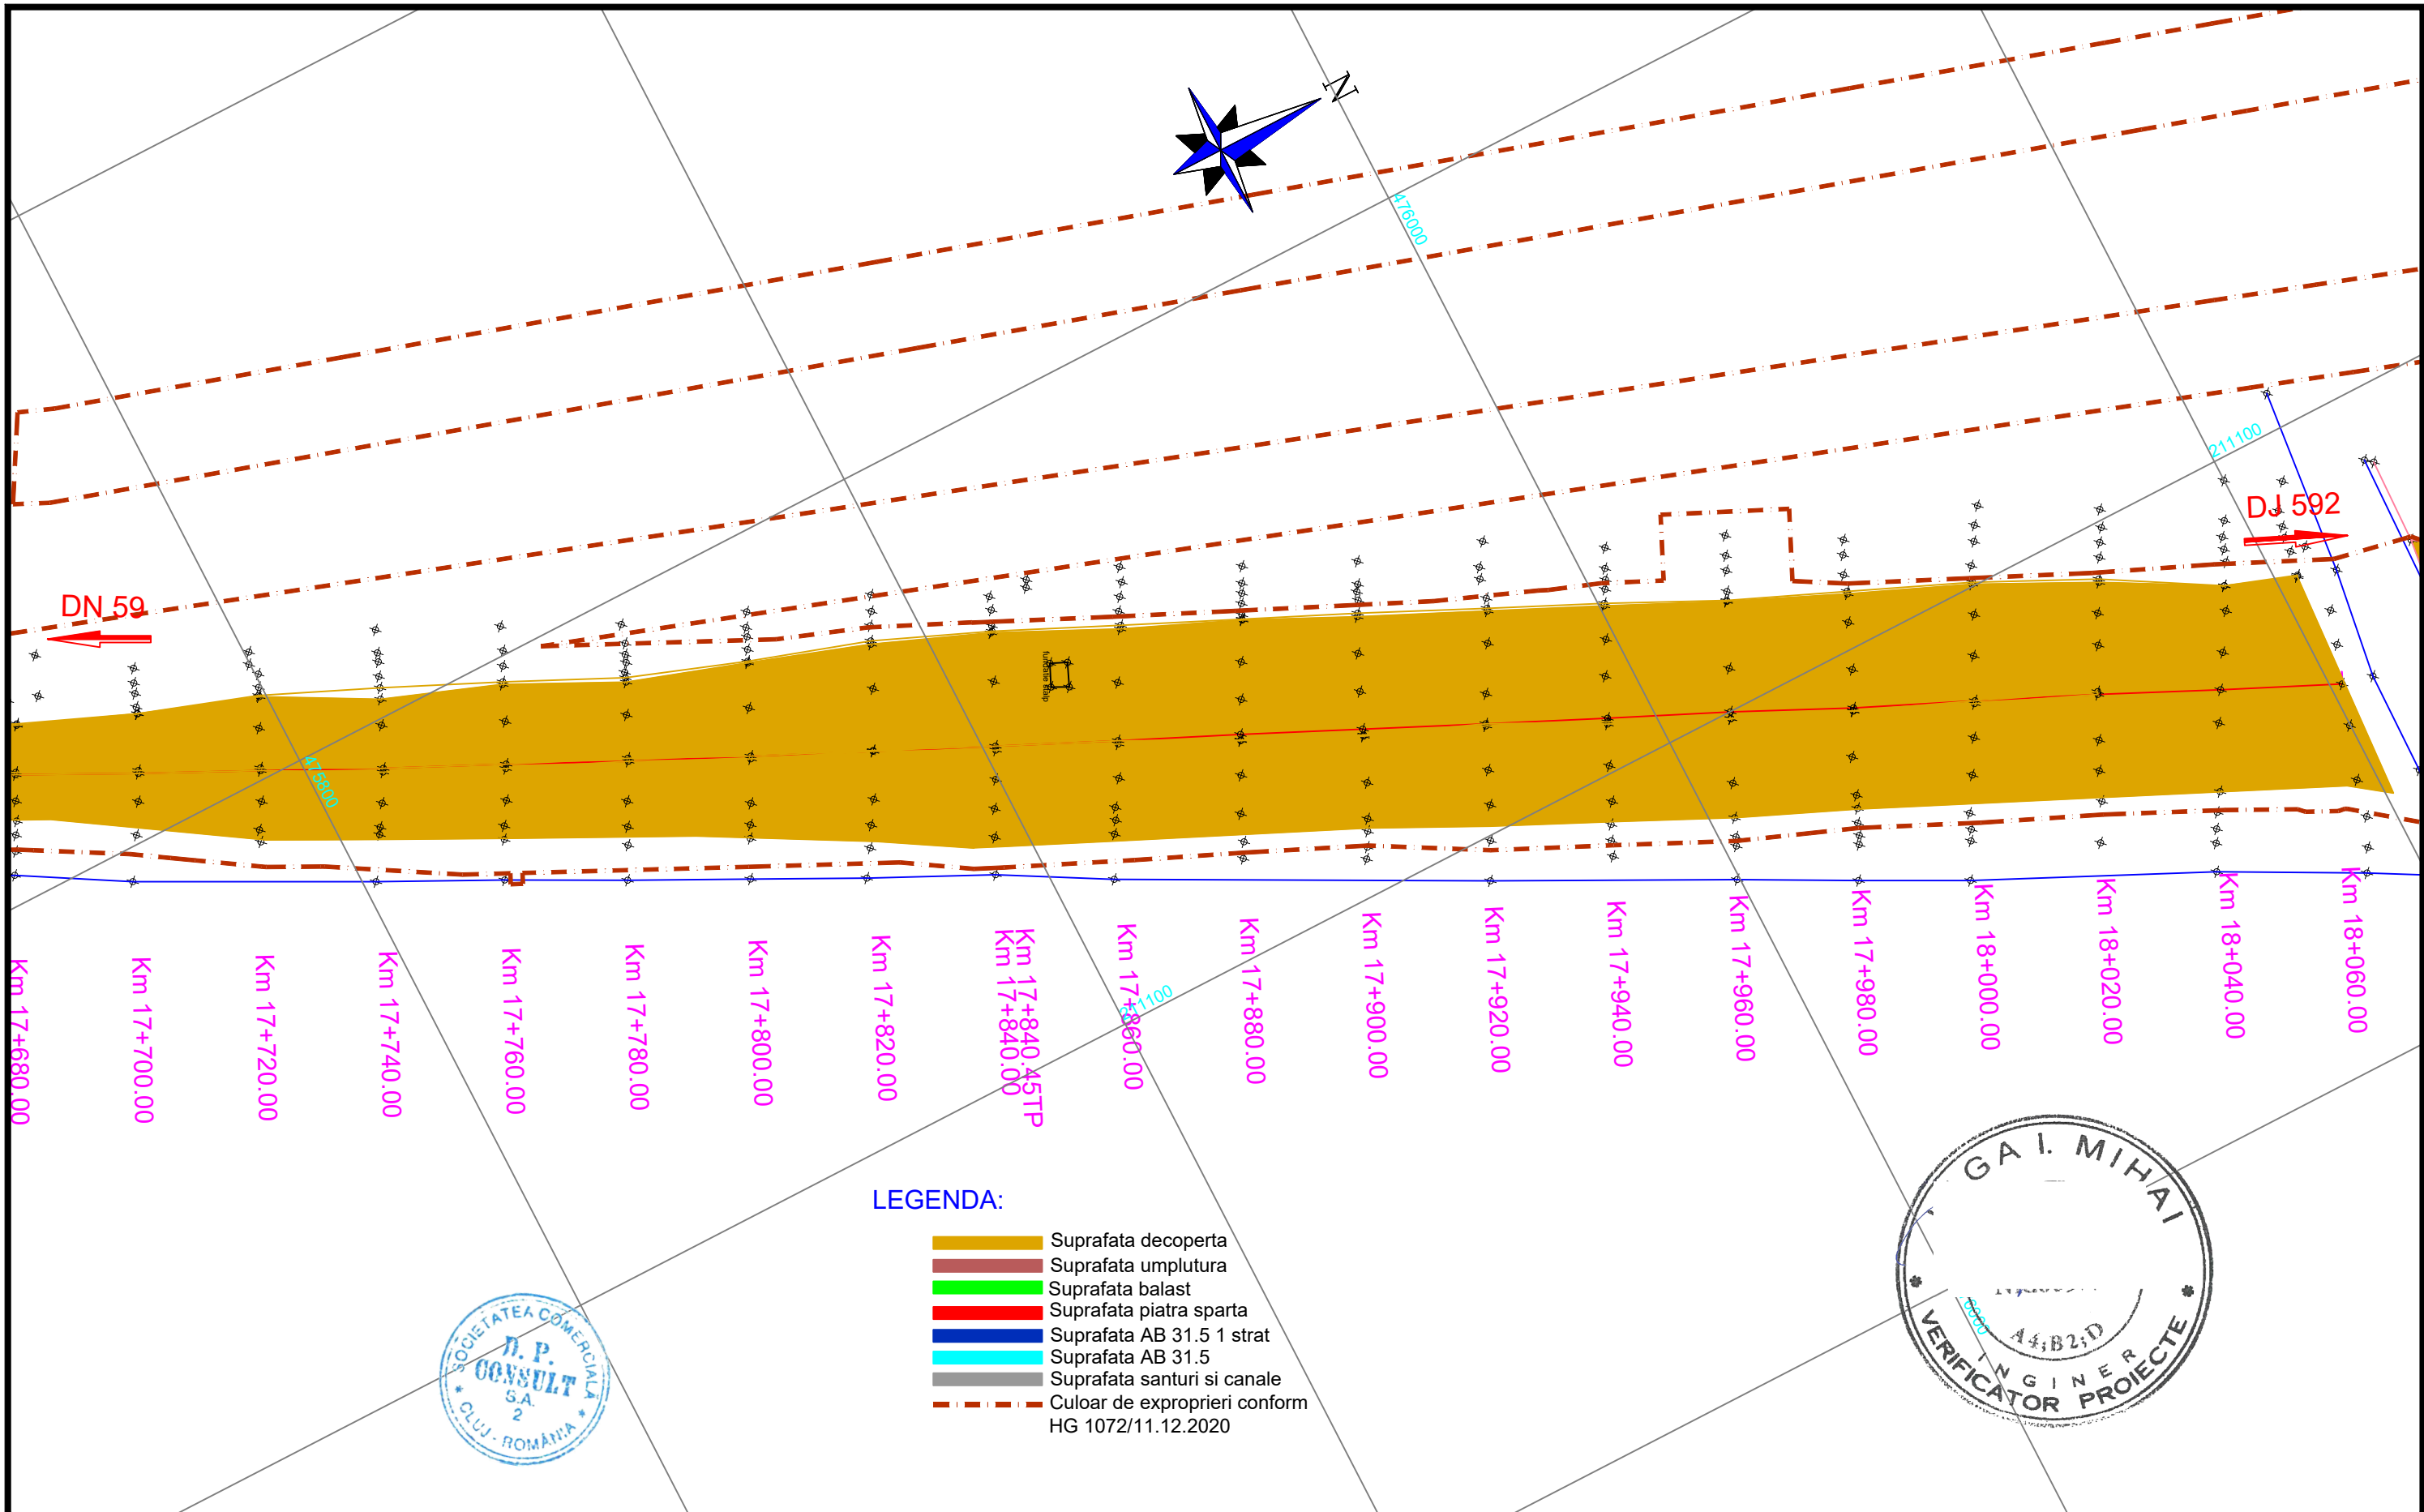 N
476000
211100
DJ 592
DN 59
fundatie stalp
475800
Km 17+680.00
Km 17+700.00
Km 17+720.00
Km 17+740.00
Km 17+760.00
Km 17+780.00
Km 17+800.00
Km 17+820.00
Km 17+840.00
Km 17+840.45TP
Km 17+860.00
Km 17+880.00
Km 17+900.00
Km 17+920.00
Km 17+940.00
Km 17+960.00
Km 17+980.00
Km 18+000.00
Km 18+020.00
Km 18+040.00
Km 18+060.00
211100
LEGENDA:
Suprafata decoperta
Suprafata umplutura
Suprafata balast
Suprafata piatra sparta
Suprafata AB 31.5 1 strat
Suprafata AB 31.5
Suprafata santuri si canale
Culoar de exproprieri conform
HG 1072/11.12.2020
SOCIETATEA COMERCIALĂ
D. P.
CONSULT
S.A.
2
* CLUJ - ROMÂNIA *
GA I. MIHAI
A4;B2;D
INGINER
* VERIFICATOR PROIECTE *